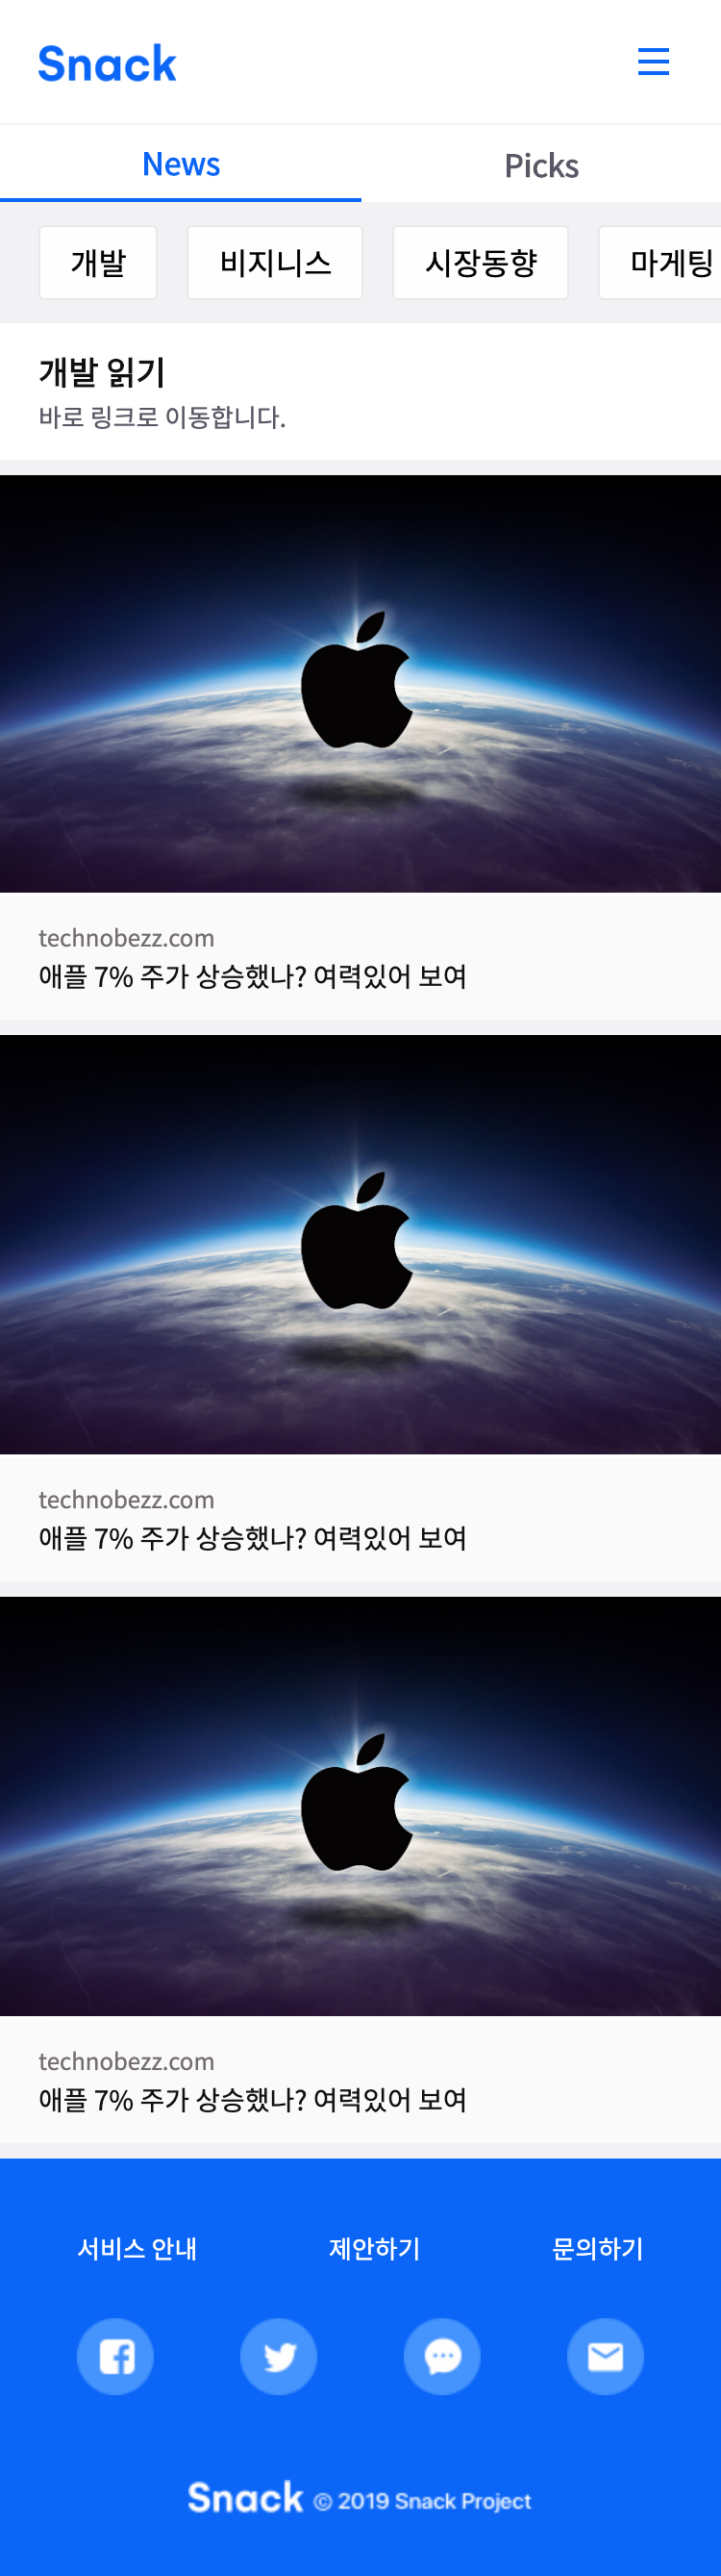 Snack
News Picks
개발 비지니스 시장동향 마게팅
개발 읽기
바로 링크로 이동합니다.
technobezz.com
애플 7% 주가 상승했나? 여력있어 보여
technobezz.com
애플 7% 주가 상승했나? 여력있어 보여
technobezz.com
애플 7% 주가 상승했나? 여력있어 보여
서비스 안내 제안하기 문의하기
Snack © 2019 Snack Project